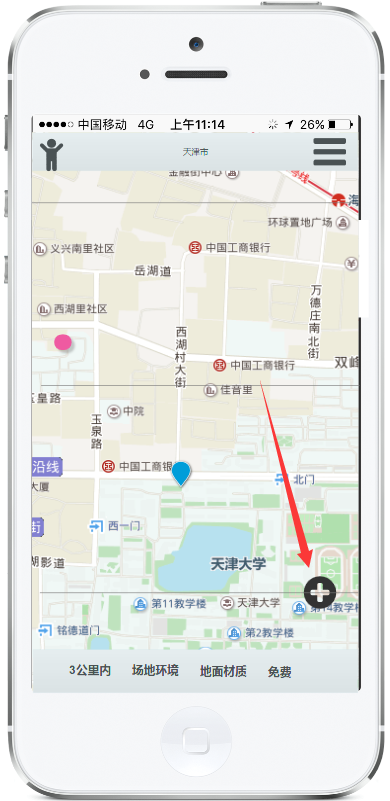 中国移动 4G 上午11:14 26%
天津市
金融街中心
号线
海
环球置地广场
义兴南里社区
中国工商银行
岳湖道
万德庄南北街
西湖里社区
西湖村大街
中国工商银行
双峰
佳音里
玉皇路
中院
玉泉路
沿线
中国工商银行
大厦
北门
街
西一门
湖影道
天津大学
第11教学楼
天津大学
第14教学楼
铭德道门
第2教学楼
3公里内 场地环境 地面材质 免费